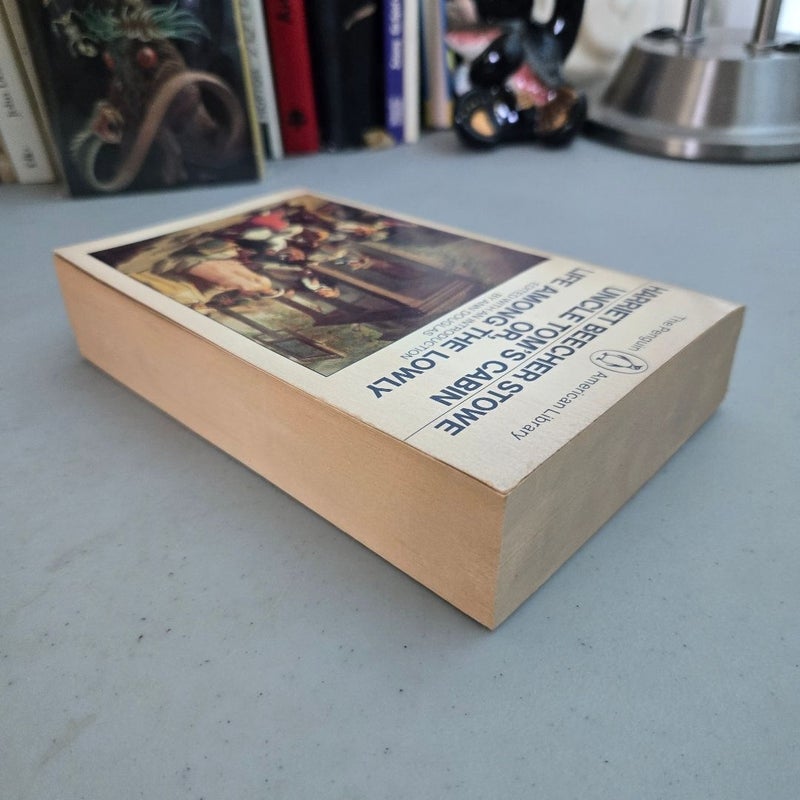 The Penguin American Library
HARRIET BEECHER STOWE
UNCLE TOM'S CABIN
OR,
LIFE AMONG THE LOWLY
EDITED WITH AN INTRODUCTION
BY ANN DOUGLAS